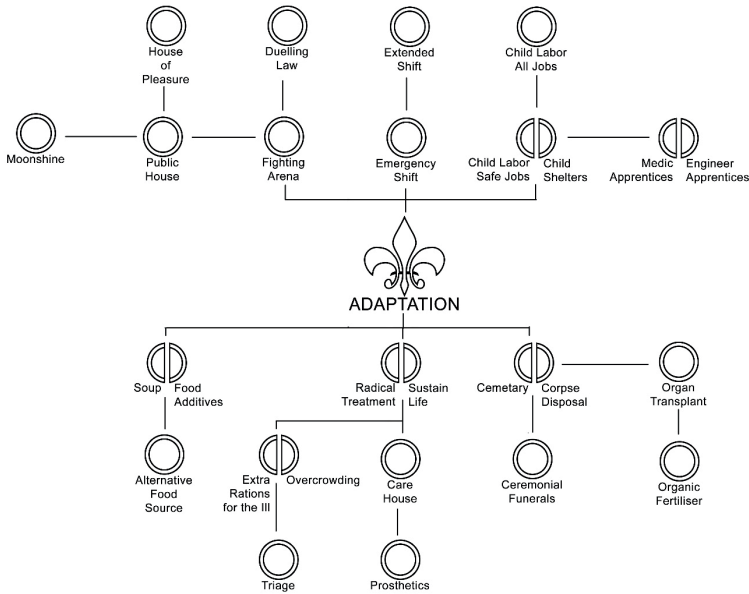 House
of
Pleasure
Duelling
Law
Extended
Shift
Child Labor
All Jobs
Moonshine
Public
House
Fighting
Arena
Emergency
Shift
Child Labor
Safe Jobs
Child
Shelters
Medic
Apprentices
Engineer
Apprentices
ADAPTATION
Soup
Food
Additives
Radical
Treatment
Sustain
Life
Cemetary
Corpse
Disposal
Organ
Transplant
Alternative
Food
Source
Extra
Rations
for the Ill
Overcrowding
Care
House
Ceremonial
Funerals
Organic
Fertiliser
Triage
Prosthetics